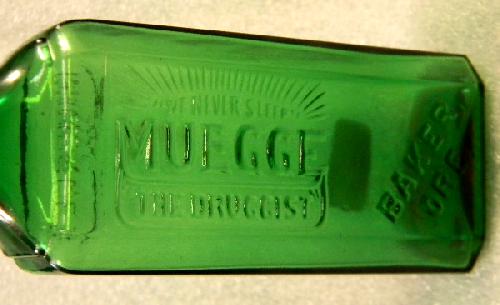 WE NEVER SLEEP
MUEGGE
THE DRUGGIST
BAKER
ORE